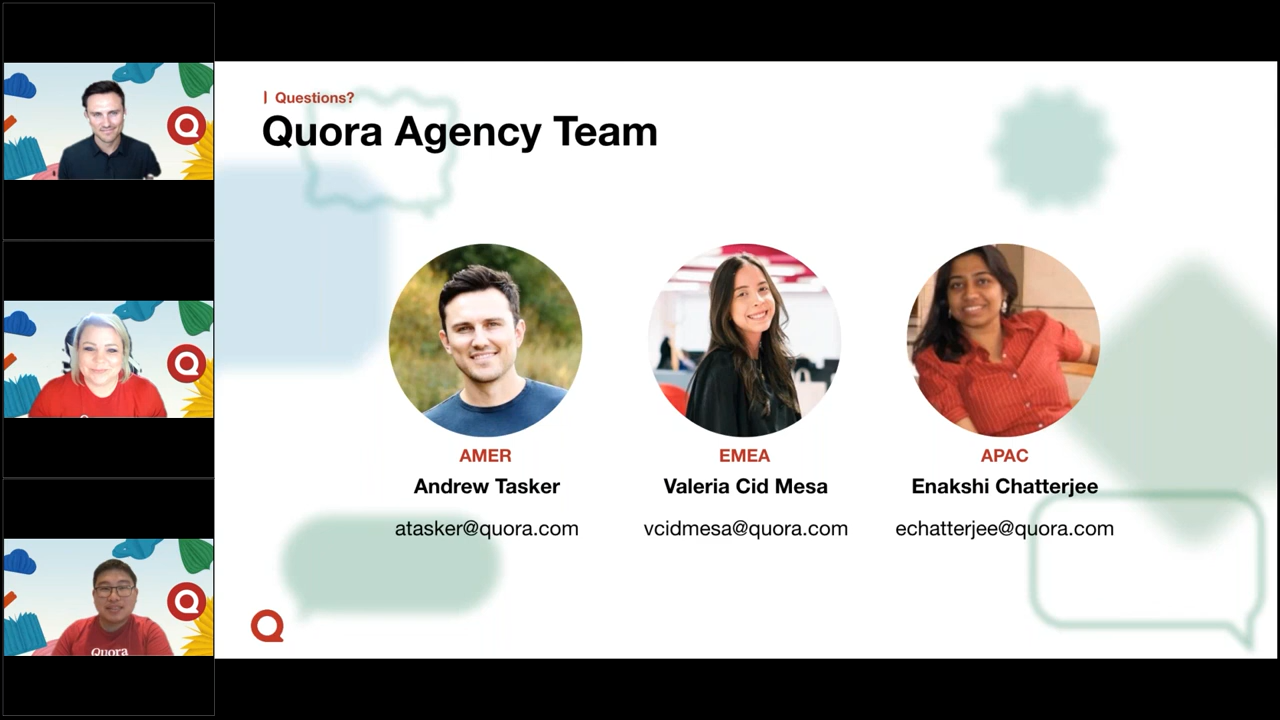 Questions?
Quora Agency Team
AMER
EMEA
APAC
Andrew Tasker
Valeria Cid Mesa
Enakshi Chatterjee
atasker@quora.com
vcidmesa@quora.com
echatterjee@quora.com
Quora